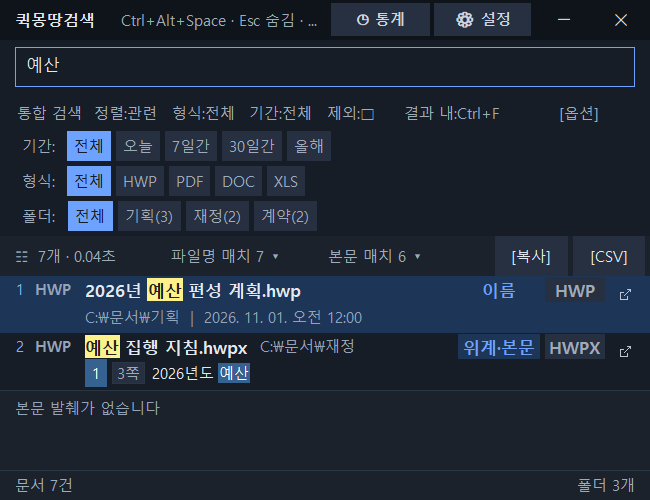 퀵몽땅검색 Ctrl+Alt+Space · Esc 숨김 · ... ◷ 통계 설정
예산
통합 검색 정렬:관련 형식:전체 기간:전체 제외:□ 결과 내:Ctrl+F [옵션]
기간: 전체 오늘 7일간 30일간 올해
형식: 전체 HWP PDF DOC XLS
폴더: 전체 기획(3) 재정(2) 계약(2)
7개 · 0.04초 파일명 매치 7 ▾ 본문 매치 6 ▾ [복사] [CSV]
1 HWP 2026년 예산 편성 계획.hwp 이름 HWP
C:₩문서₩기획 | 2026. 11. 01. 오전 12:00
2 HWP 예산 집행 지침.hwpx C:₩문서₩재정 위계·본문 HWPX
1 3쪽 2026년도 예산
본문 발췌가 없습니다
문서 7건 폴더 3개